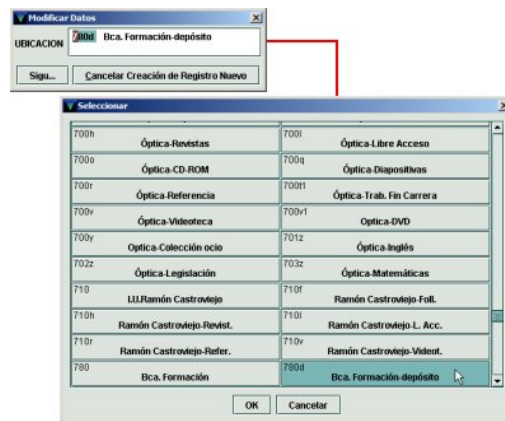 Modificar Datos
UBICACION 780d Bca. Formación-depósito
Sigu... Cancelar Creación de Registro Nuevo
Seleccionar
700h Óptica-Revistas 700l Óptica-Libre Acceso
700o Óptica-CD-ROM 700q Óptica-Diapositivas
700r Óptica-Referencia 700tf1 Óptica-Trab. Fin Carrera
700v Óptica-Videoteca 700v1 Optica-DVD
700y Optica-Colección ocio 701z Óptica-Inglés
702z Óptica-Legislación 703z Óptica-Matemáticas
710 I.U.Ramón Castroviejo 710f Ramón Castroviejo-Foll.
710h Ramón Castroviejo-Revist. 710l Ramón Castroviejo-L. Acc.
710r Ramón Castroviejo-Refer. 710v Ramón Castroviejo-Videot.
780 Bca. Formación 780d Bca. Formación-depósito
OK Cancelar